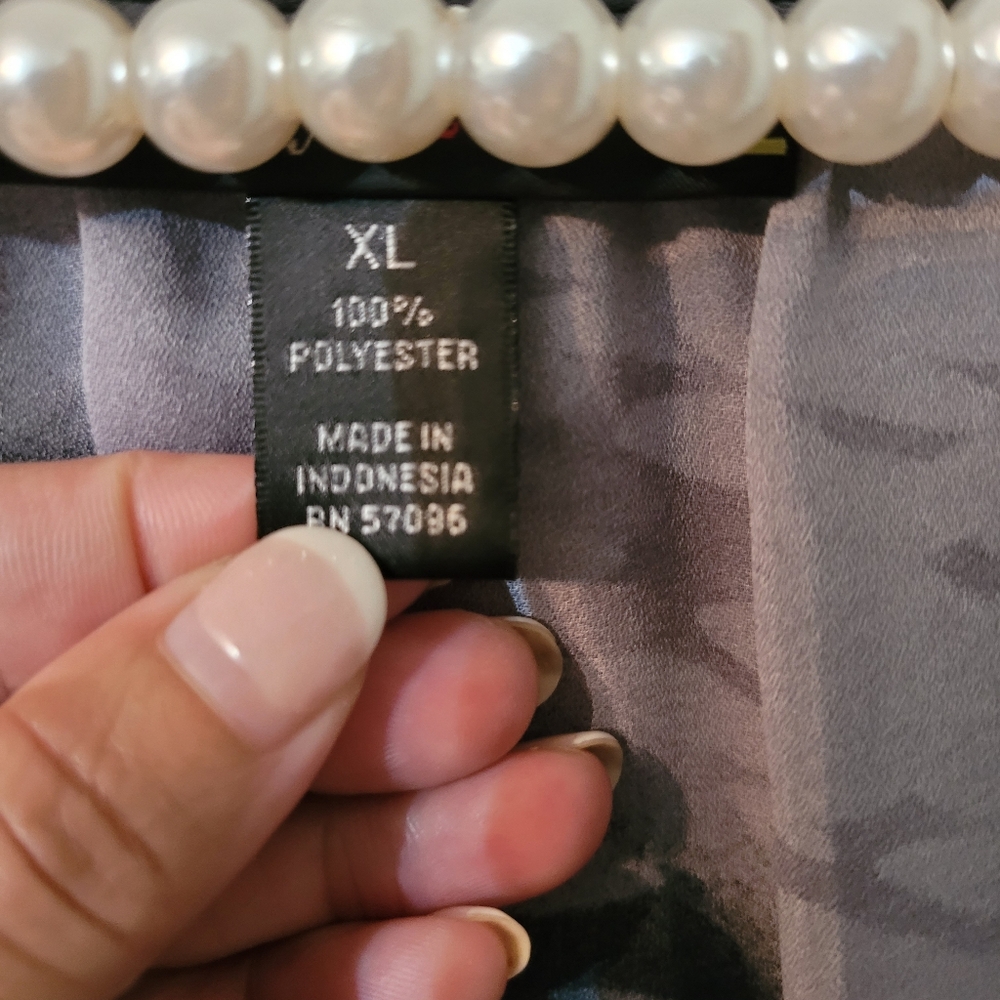 XL
100%
POLYESTER
MADE IN
INDONESIA
RN 57096